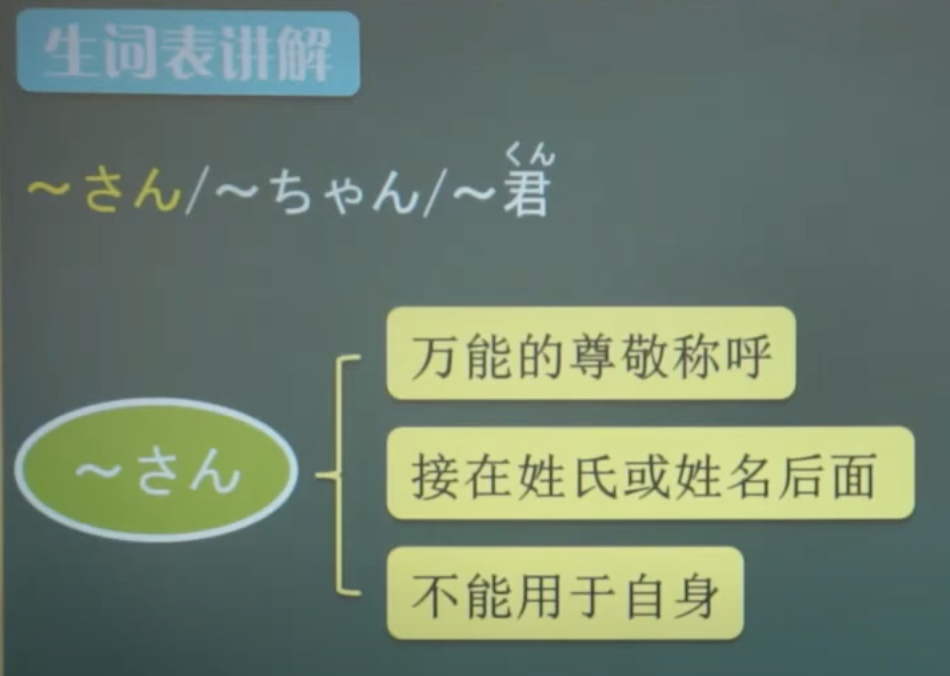 生词表讲解
くん
～さん/～ちゃん/～君
万能的尊敬称呼
～さん
接在姓氏或姓名后面
不能用于自身